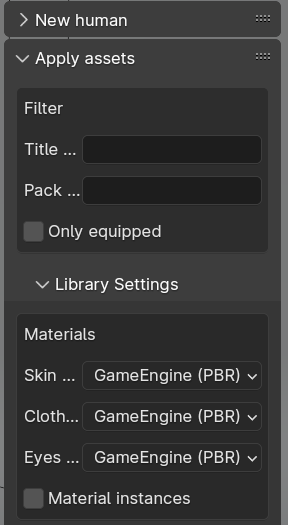 New human
Apply assets
Filter
Title ...
Pack ...
Only equipped
Library Settings
Materials
Skin ... GameEngine (PBR)
Cloth... GameEngine (PBR)
Eyes ... GameEngine (PBR)
Material instances